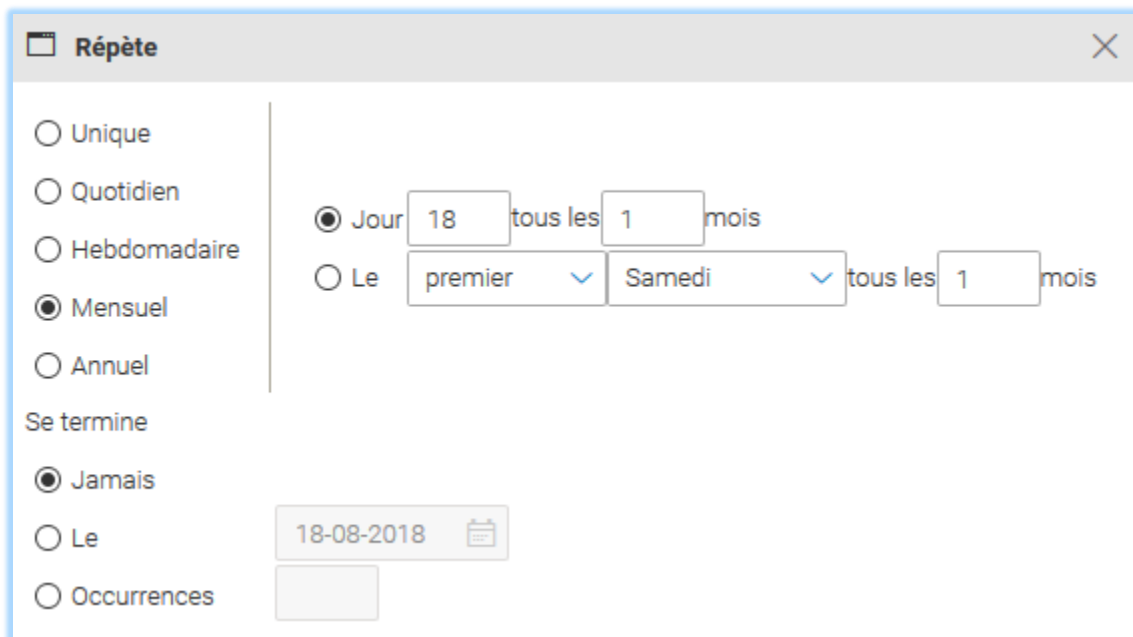 Répète
Unique
Quotidien
Jour 18 tous les 1 mois
Hebdomadaire
Le premier Samedi tous les 1 mois
Mensuel
Annuel
Se termine
Jamais
Le 18-08-2018
Occurrences